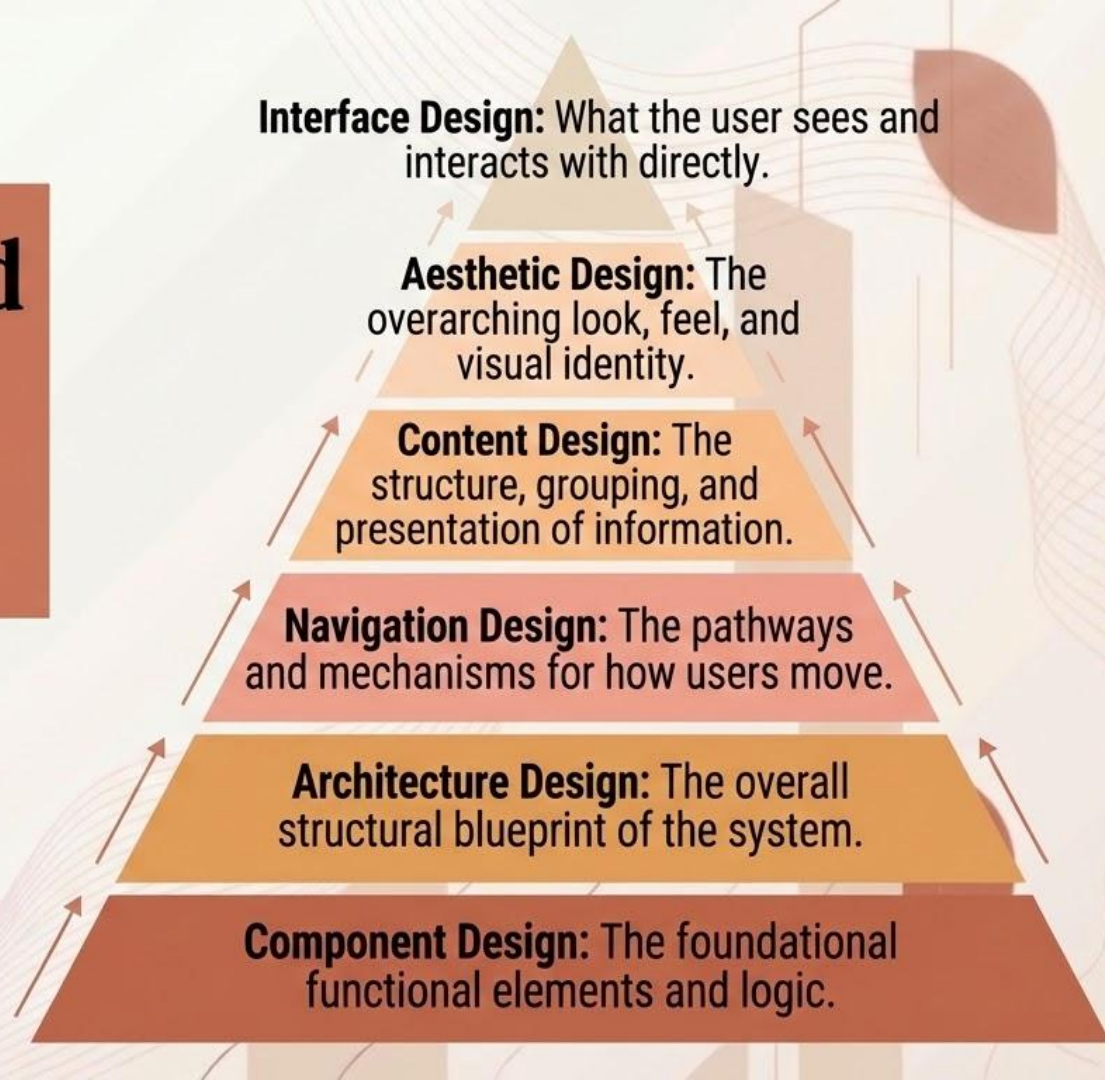 Interface Design: What the user sees and
interacts with directly.
d
Aesthetic Design: The
overarching look, feel, and
visual identity.
Content Design: The
structure, grouping, and
presentation of information.
Navigation Design: The pathways
and mechanisms for how users move.
Architecture Design: The overall
structural blueprint of the system.
Component Design: The foundational
functional elements and logic.